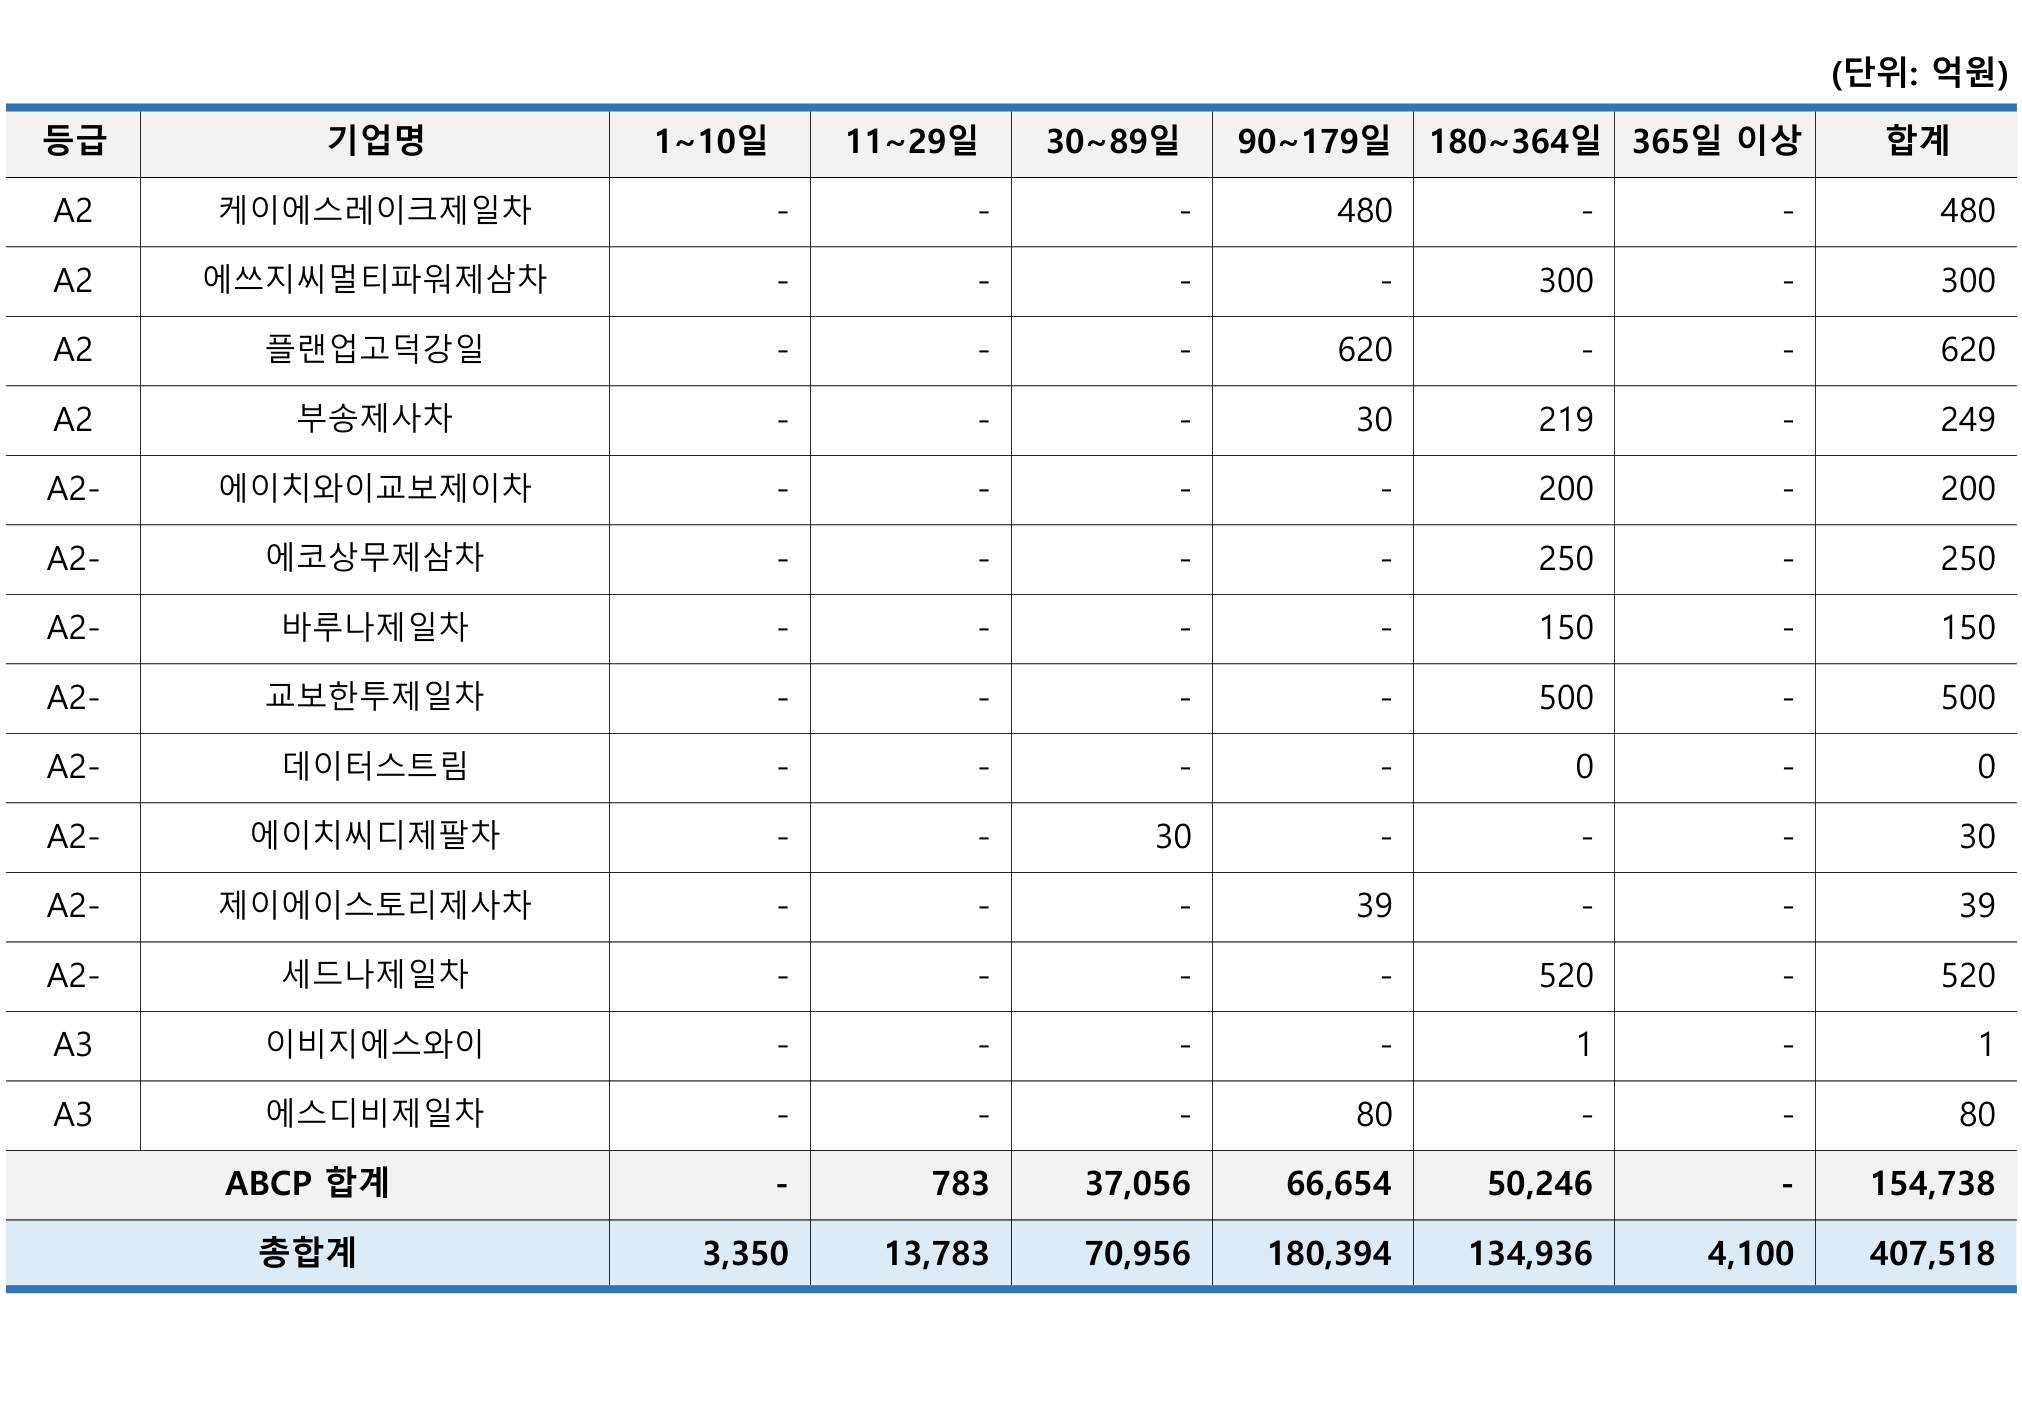 (단위: 억원)
등급 기업명 1~10일 11~29일 30~89일 90~179일 180~364일 365일 이상 합계
A2 케이에스레이크제일차 - - - 480 - - 480
A2 에쓰지씨멀티파워제삼차 - - - - 300 - 300
A2 플랜업고덕강일 - - - 620 - - 620
A2 부송제사차 - - - 30 219 - 249
A2- 에이치와이교보제이차 - - - - 200 - 200
A2- 에코상무제삼차 - - - - 250 - 250
A2- 바루나제일차 - - - - 150 - 150
A2- 교보한투제일차 - - - - 500 - 500
A2- 데이터스트림 - - - - 0 - 0
A2- 에이치씨디제팔차 - - 30 - - - 30
A2- 제이에이스토리제사차 - - - 39 - - 39
A2- 세드나제일차 - - - - 520 - 520
A3 이비지에스와이 - - - - 1 - 1
A3 에스디비제일차 - - - 80 - - 80
ABCP 합계 - 783 37,056 66,654 50,246 - 154,738
총합계 3,350 13,783 70,956 180,394 134,936 4,100 407,518